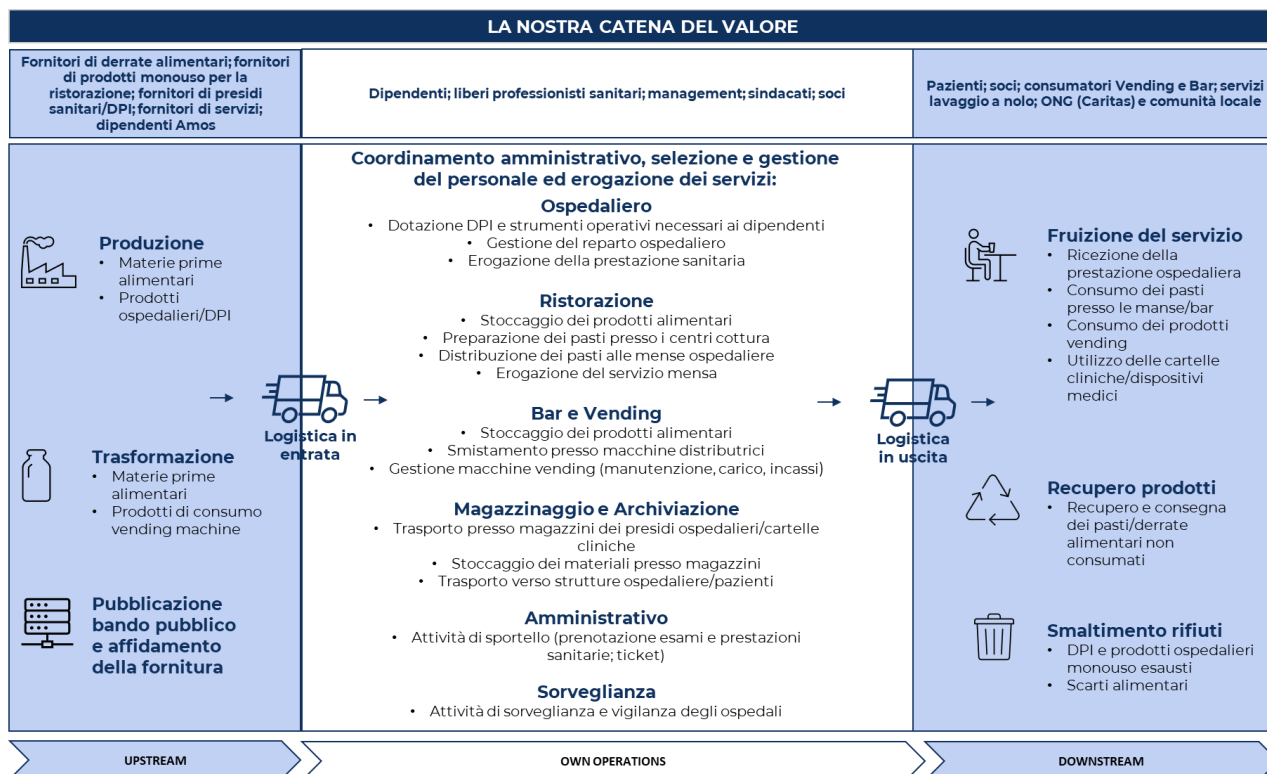 LA NOSTRA CATENA DEL VALORE
Fornitori di derrate alimentari; fornitori
di prodotti monouso per la
ristorazione; fornitori di presidi
sanitari/DPI; fornitori di servizi;
dipendenti Amos
Dipendenti; liberi professionisti sanitari; management; sindacati; soci
Pazienti; soci; consumatori Vending e Bar; servizi
lavaggio a nolo; ONG (Caritas) e comunità locale
Produzione
• Materie prime
alimentari
• Prodotti
ospedalieri/DPI
Trasformazione
• Materie prime
alimentari
• Prodotti di consumo
vending machine
Pubblicazione
bando pubblico
e affidamento
della fornitura
Logistica in
entrata
Coordinamento amministrativo, selezione e gestione
del personale ed erogazione dei servizi:
Ospedaliero
• Dotazione DPI e strumenti operativi necessari ai dipendenti
• Gestione del reparto ospedaliero
• Erogazione della prestazione sanitaria
Ristorazione
• Stoccaggio dei prodotti alimentari
• Preparazione dei pasti presso i centri cottura
• Distribuzione dei pasti alle mense ospedaliere
• Erogazione del servizio mensa
Bar e Vending
• Stoccaggio dei prodotti alimentari
• Smistamento presso macchine distributrici
• Gestione macchine vending (manutenzione, carico, incassi)
Magazzinaggio e Archiviazione
• Trasporto presso magazzini dei presidi ospedalieri/cartelle
cliniche
• Stoccaggio dei materiali presso magazzini
• Trasporto verso strutture ospedaliere/pazienti
Amministrativo
• Attività di sportello (prenotazione esami e prestazioni
sanitarie; ticket)
Sorveglianza
• Attività di sorveglianza e vigilanza degli ospedali
Logistica
in uscita
Fruizione del servizio
• Ricezione della
prestazione ospedaliera
• Consumo dei pasti
presso le manse/bar
• Consumo dei prodotti
vending
• Utilizzo delle cartelle
cliniche/dispositivi
medici
Recupero prodotti
• Recupero e consegna
dei pasti/derrate
alimentari non
consumati
Smaltimento rifiuti
• DPI e prodotti ospedalieri
monouso esausti
• Scarti alimentari
UPSTREAM
OWN OPERATIONS
DOWNSTREAM